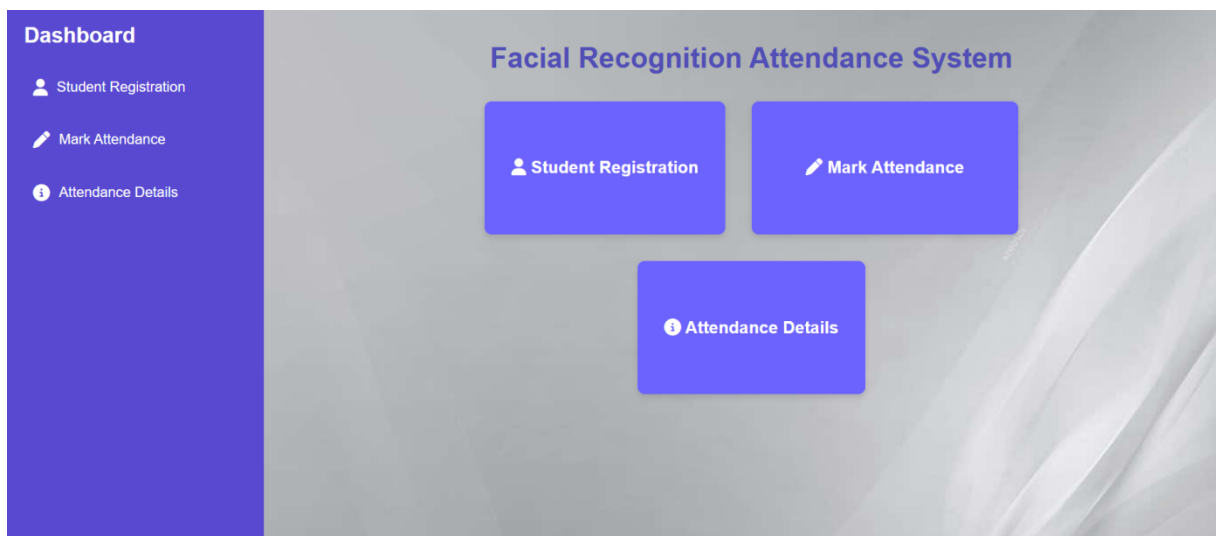 Dashboard
Student Registration
Mark Attendance
Attendance Details
Facial Recognition Attendance System
Student Registration
Mark Attendance
Attendance Details